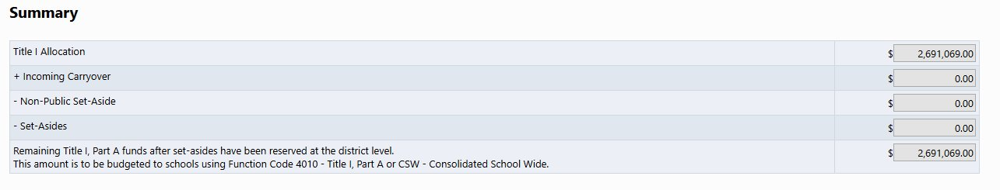 Summary
Title I Allocation $ 2,691,069.00
+ Incoming Carryover $ 0.00
- Non-Public Set-Aside $ 0.00
- Set-Asides $ 0.00
Remaining Title I, Part A funds after set-asides have been reserved at the district level.
This amount is to be budgeted to schools using Function Code 4010 - Title I, Part A or CSW - Consolidated School Wide.
$ 2,691,069.00